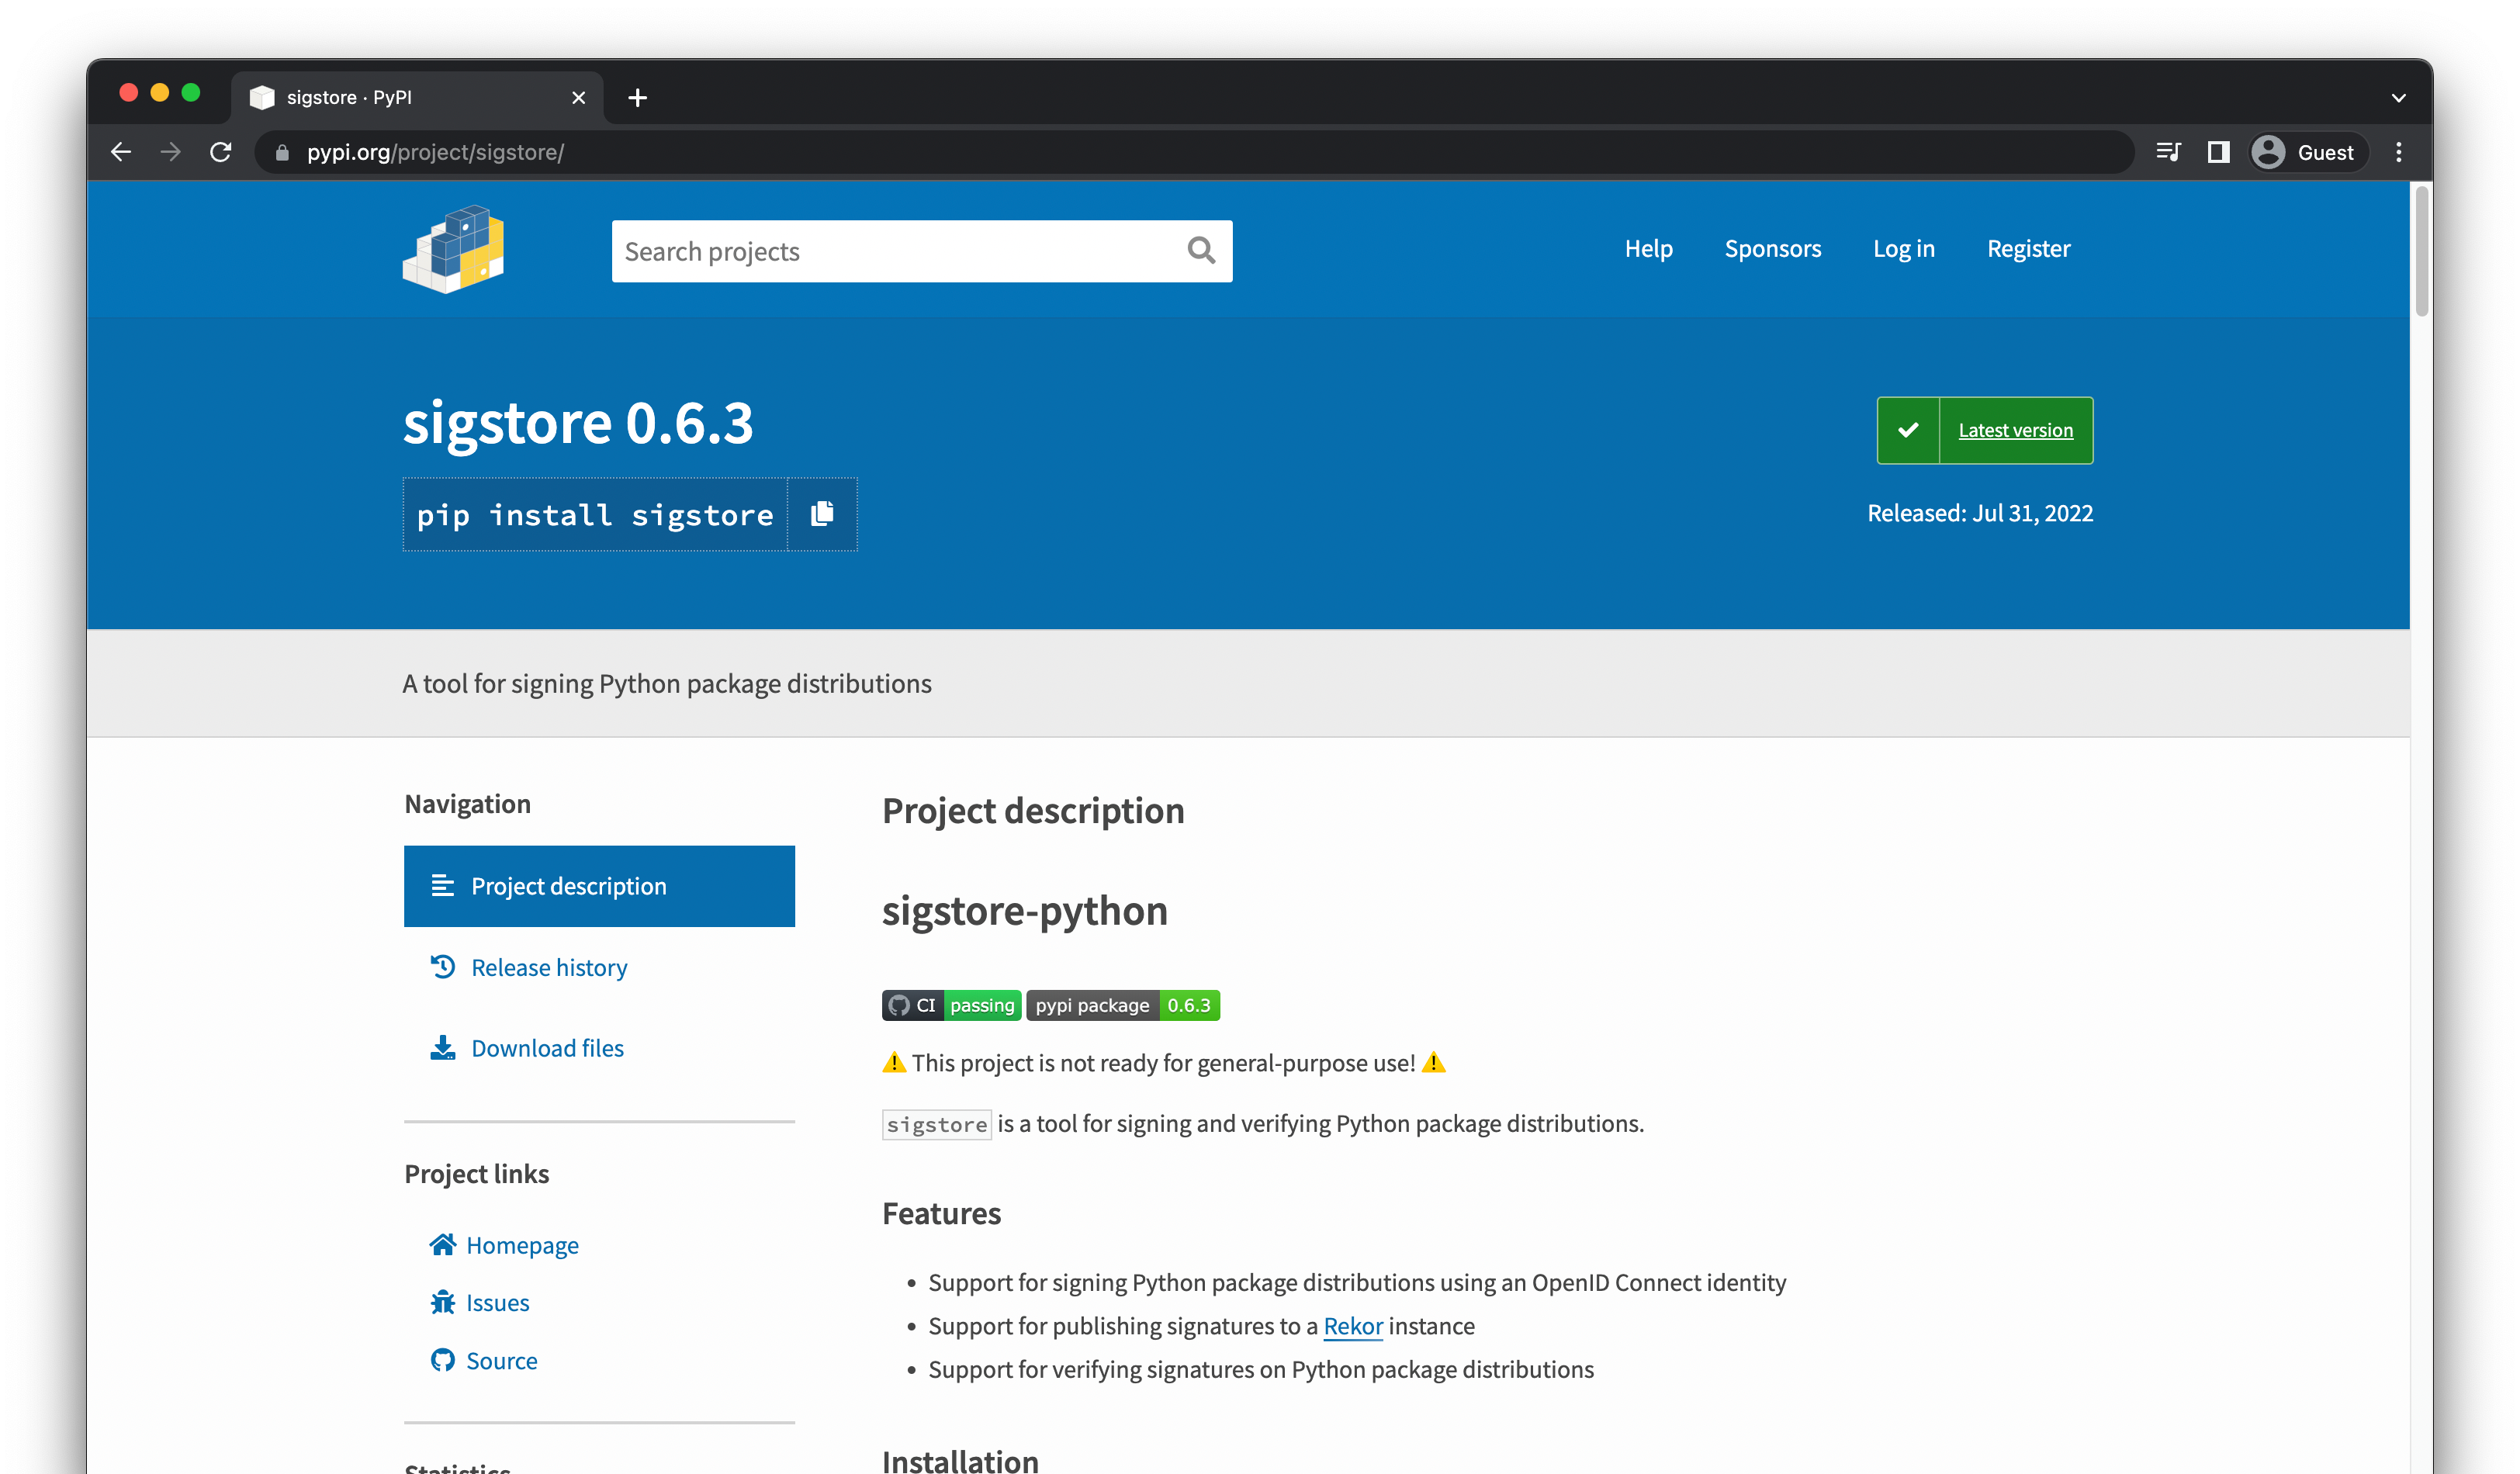 sigstore · PyPI
pypi.org/project/sigstore/
Guest
Search projects
Help
Sponsors
Log in
Register
sigstore 0.6.3
pip install sigstore
Latest version
Released: Jul 31, 2022
A tool for signing Python package distributions
Navigation
Project description
Release history
Download files
Project links
Homepage
Issues
Source
Statistics
Project description
sigstore-python
CI passing
pypi package 0.6.3
⚠️ This project is not ready for general-purpose use! ⚠️
sigstore is a tool for signing and verifying Python package distributions.
Features
• Support for signing Python package distributions using an OpenID Connect identity
• Support for publishing signatures to a Rekor instance
• Support for verifying signatures on Python package distributions
Installation